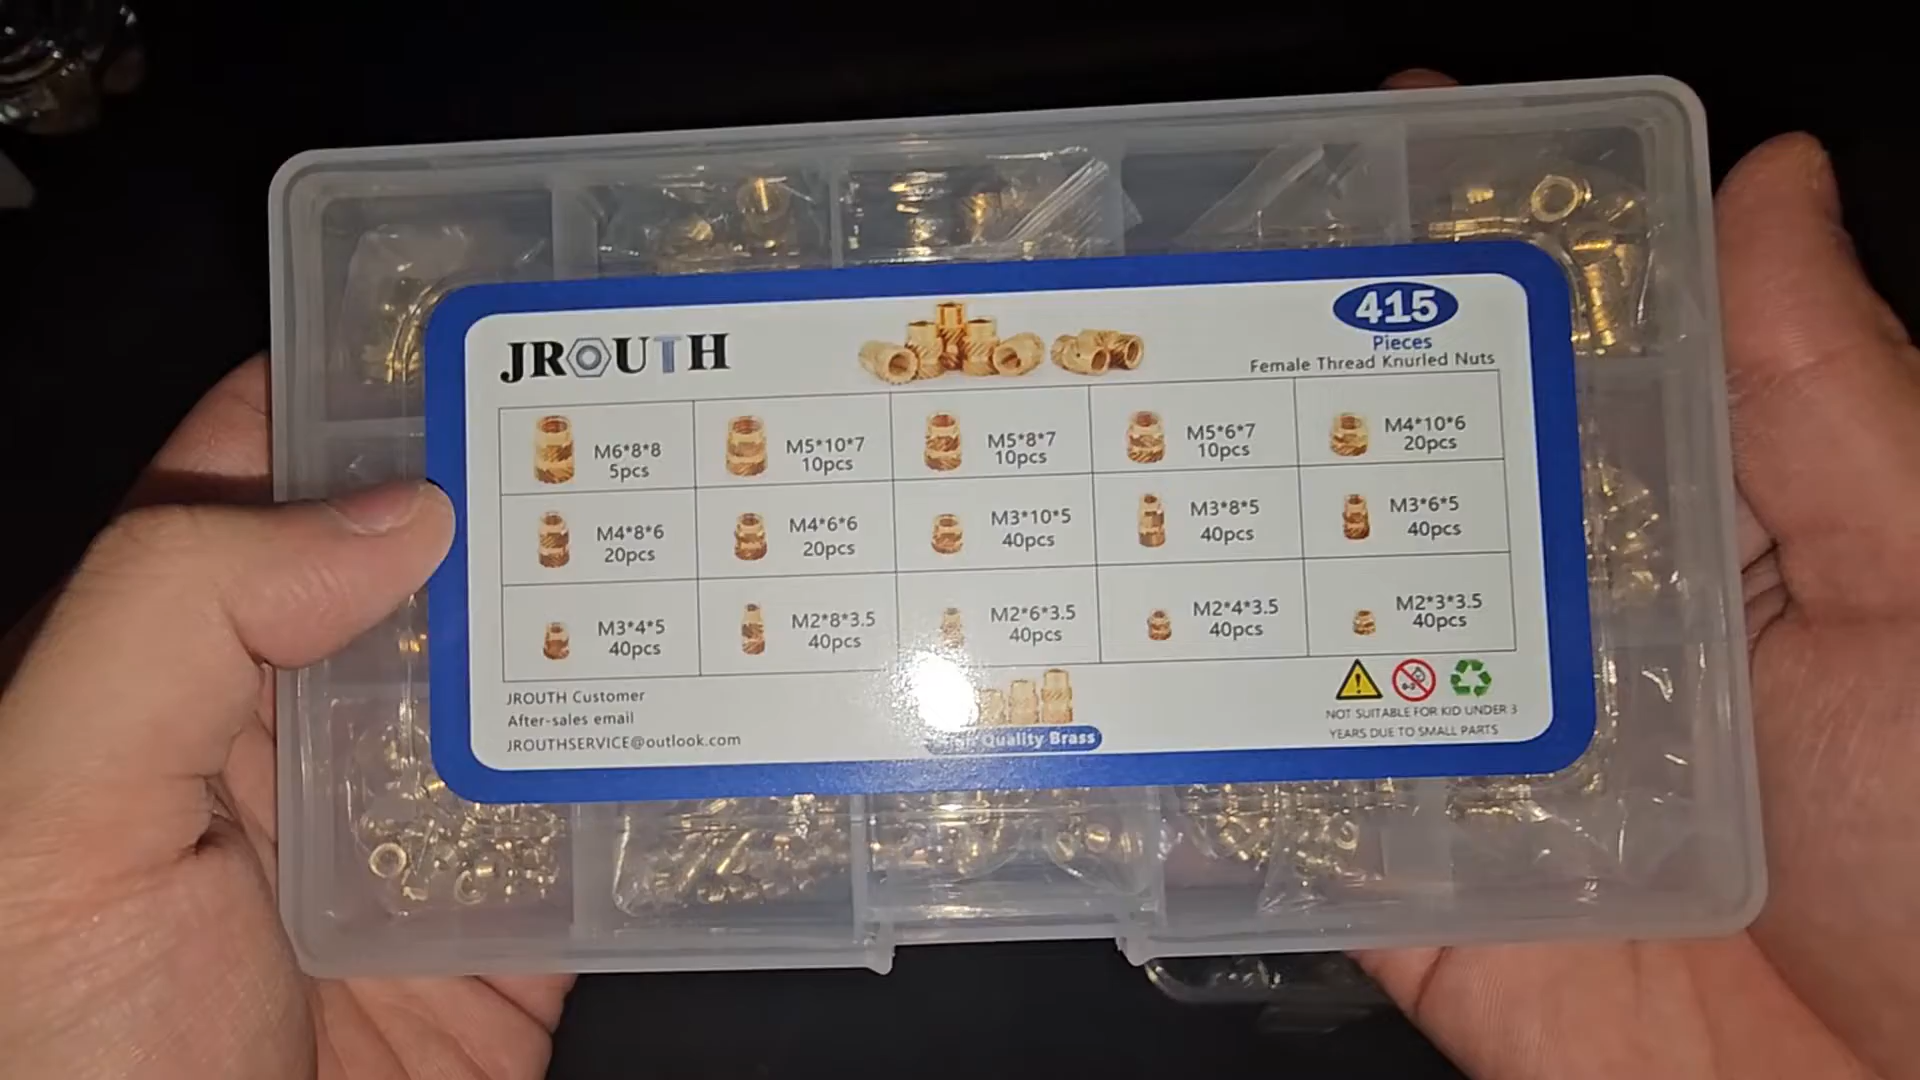 JROUTH
415
Pieces
Female Thread Knurled Nuts
M6*8*8
5pcs
M5*10*7
10pcs
M5*8*7
10pcs
M5*6*7
10pcs
M4*10*6
20pcs
M4*8*6
20pcs
M4*6*6
20pcs
M3*10*5
40pcs
M3*8*5
40pcs
M3*6*5
40pcs
M3*4*5
40pcs
M2*8*3.5
40pcs
M2*6*3.5
40pcs
M2*4*3.5
40pcs
M2*3*3.5
40pcs
JROUTH Customer
After-sales email
JROUTHSERVICE@outlook.com
Quality Brass
0-3
NOT SUITABLE FOR KID UNDER 3
YEARS DUE TO SMALL PARTS